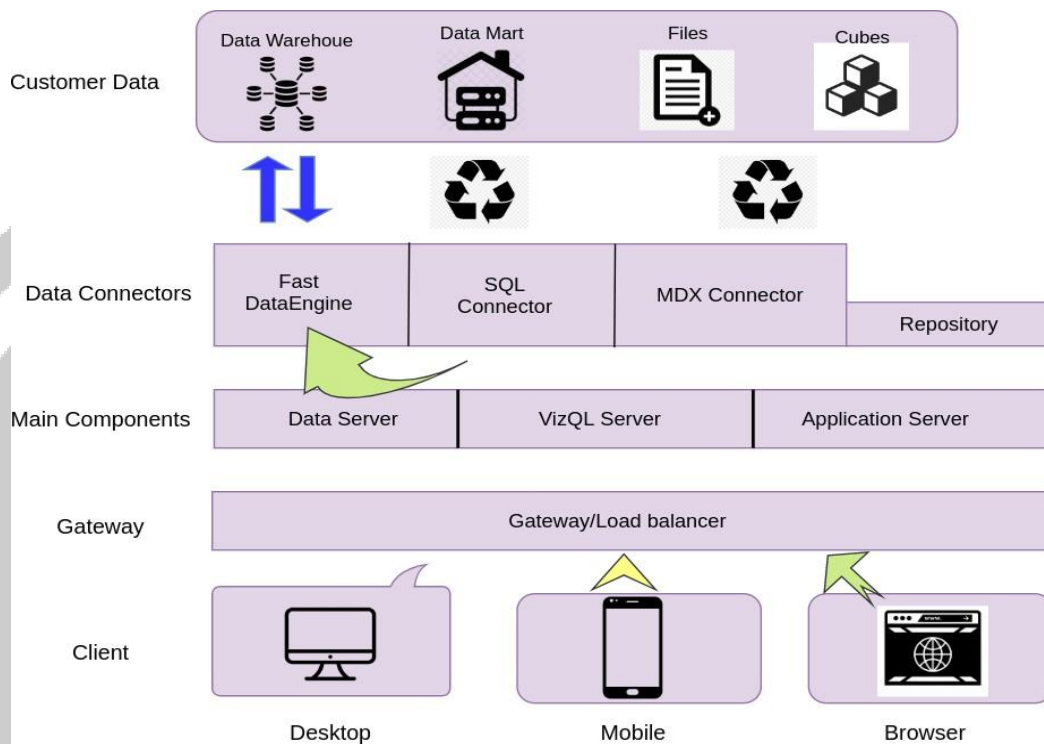 Data Warehoue
Data Mart
Files
Cubes
Customer Data
Fast
DataEngine
SQL
Connector
MDX Connector
Data Connectors
Repository
Main Components
Data Server
VizQL Server
Application Server
Gateway
Gateway/Load balancer
www.
Client
Desktop
Mobile
Browser